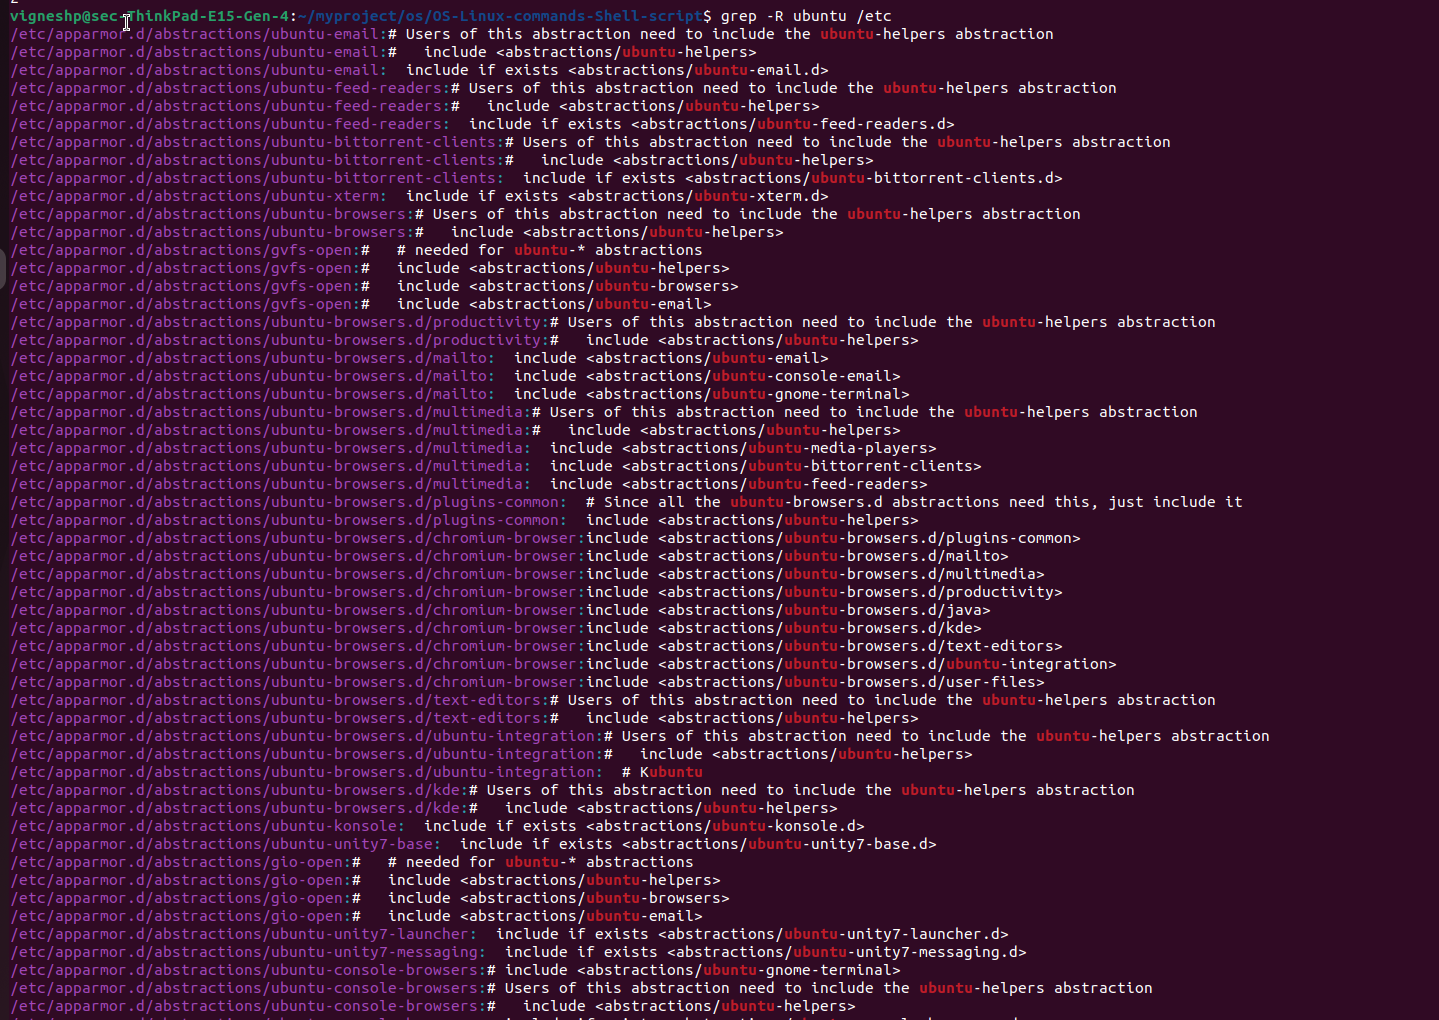 vigneshp@sec-ThinkPad-E15-Gen-4:~/myproject/os/OS-Linux-commands-Shell-script$ grep -R ubuntu /etc
/etc/apparmor.d/abstractions/ubuntu-email:# Users of this abstraction need to include the ubuntu-helpers abstraction
/etc/apparmor.d/abstractions/ubuntu-email:#   include <abstractions/ubuntu-helpers>
/etc/apparmor.d/abstractions/ubuntu-email:  include if exists <abstractions/ubuntu-email.d>
/etc/apparmor.d/abstractions/ubuntu-feed-readers:# Users of this abstraction need to include the ubuntu-helpers abstraction
/etc/apparmor.d/abstractions/ubuntu-feed-readers:#   include <abstractions/ubuntu-helpers>
/etc/apparmor.d/abstractions/ubuntu-feed-readers:  include if exists <abstractions/ubuntu-feed-readers.d>
/etc/apparmor.d/abstractions/ubuntu-bittorrent-clients:# Users of this abstraction need to include the ubuntu-helpers abstraction
/etc/apparmor.d/abstractions/ubuntu-bittorrent-clients:#   include <abstractions/ubuntu-helpers>
/etc/apparmor.d/abstractions/ubuntu-bittorrent-clients:  include if exists <abstractions/ubuntu-bittorrent-clients.d>
/etc/apparmor.d/abstractions/ubuntu-xterm:  include if exists <abstractions/ubuntu-xterm.d>
/etc/apparmor.d/abstractions/ubuntu-browsers:# Users of this abstraction need to include the ubuntu-helpers abstraction
/etc/apparmor.d/abstractions/ubuntu-browsers:#   include <abstractions/ubuntu-helpers>
/etc/apparmor.d/abstractions/gvfs-open:#   # needed for ubuntu-* abstractions
/etc/apparmor.d/abstractions/gvfs-open:#   include <abstractions/ubuntu-helpers>
/etc/apparmor.d/abstractions/gvfs-open:#   include <abstractions/ubuntu-browsers>
/etc/apparmor.d/abstractions/gvfs-open:#   include <abstractions/ubuntu-email>
/etc/apparmor.d/abstractions/ubuntu-browsers.d/productivity:# Users of this abstraction need to include the ubuntu-helpers abstraction
/etc/apparmor.d/abstractions/ubuntu-browsers.d/productivity:#   include <abstractions/ubuntu-helpers>
/etc/apparmor.d/abstractions/ubuntu-browsers.d/mailto:  include <abstractions/ubuntu-email>
/etc/apparmor.d/abstractions/ubuntu-browsers.d/mailto:  include <abstractions/ubuntu-console-email>
/etc/apparmor.d/abstractions/ubuntu-browsers.d/mailto:  include <abstractions/ubuntu-gnome-terminal>
/etc/apparmor.d/abstractions/ubuntu-browsers.d/multimedia:# Users of this abstraction need to include the ubuntu-helpers abstraction
/etc/apparmor.d/abstractions/ubuntu-browsers.d/multimedia:#   include <abstractions/ubuntu-helpers>
/etc/apparmor.d/abstractions/ubuntu-browsers.d/multimedia:  include <abstractions/ubuntu-media-players>
/etc/apparmor.d/abstractions/ubuntu-browsers.d/multimedia:  include <abstractions/ubuntu-bittorrent-clients>
/etc/apparmor.d/abstractions/ubuntu-browsers.d/multimedia:  include <abstractions/ubuntu-feed-readers>
/etc/apparmor.d/abstractions/ubuntu-browsers.d/plugins-common:  # Since all the ubuntu-browsers.d abstractions need this, just include it
/etc/apparmor.d/abstractions/ubuntu-browsers.d/plugins-common:  include <abstractions/ubuntu-helpers>
/etc/apparmor.d/abstractions/ubuntu-browsers.d/chromium-browser:include <abstractions/ubuntu-browsers.d/plugins-common>
/etc/apparmor.d/abstractions/ubuntu-browsers.d/chromium-browser:include <abstractions/ubuntu-browsers.d/mailto>
/etc/apparmor.d/abstractions/ubuntu-browsers.d/chromium-browser:include <abstractions/ubuntu-browsers.d/multimedia>
/etc/apparmor.d/abstractions/ubuntu-browsers.d/chromium-browser:include <abstractions/ubuntu-browsers.d/productivity>
/etc/apparmor.d/abstractions/ubuntu-browsers.d/chromium-browser:include <abstractions/ubuntu-browsers.d/java>
/etc/apparmor.d/abstractions/ubuntu-browsers.d/chromium-browser:include <abstractions/ubuntu-browsers.d/kde>
/etc/apparmor.d/abstractions/ubuntu-browsers.d/chromium-browser:include <abstractions/ubuntu-browsers.d/text-editors>
/etc/apparmor.d/abstractions/ubuntu-browsers.d/chromium-browser:include <abstractions/ubuntu-browsers.d/ubuntu-integration>
/etc/apparmor.d/abstractions/ubuntu-browsers.d/chromium-browser:include <abstractions/ubuntu-browsers.d/user-files>
/etc/apparmor.d/abstractions/ubuntu-browsers.d/text-editors:# Users of this abstraction need to include the ubuntu-helpers abstraction
/etc/apparmor.d/abstractions/ubuntu-browsers.d/text-editors:#   include <abstractions/ubuntu-helpers>
/etc/apparmor.d/abstractions/ubuntu-browsers.d/ubuntu-integration:# Users of this abstraction need to include the ubuntu-helpers abstraction
/etc/apparmor.d/abstractions/ubuntu-browsers.d/ubuntu-integration:#   include <abstractions/ubuntu-helpers>
/etc/apparmor.d/abstractions/ubuntu-browsers.d/ubuntu-integration:  # Kubuntu
/etc/apparmor.d/abstractions/ubuntu-browsers.d/kde:# Users of this abstraction need to include the ubuntu-helpers abstraction
/etc/apparmor.d/abstractions/ubuntu-browsers.d/kde:#   include <abstractions/ubuntu-helpers>
/etc/apparmor.d/abstractions/ubuntu-konsole:  include if exists <abstractions/ubuntu-konsole.d>
/etc/apparmor.d/abstractions/ubuntu-unity7-base:  include if exists <abstractions/ubuntu-unity7-base.d>
/etc/apparmor.d/abstractions/gio-open:#   # needed for ubuntu-* abstractions
/etc/apparmor.d/abstractions/gio-open:#   include <abstractions/ubuntu-helpers>
/etc/apparmor.d/abstractions/gio-open:#   include <abstractions/ubuntu-browsers>
/etc/apparmor.d/abstractions/gio-open:#   include <abstractions/ubuntu-email>
/etc/apparmor.d/abstractions/ubuntu-unity7-launcher:  include if exists <abstractions/ubuntu-unity7-launcher.d>
/etc/apparmor.d/abstractions/ubuntu-unity7-messaging:  include if exists <abstractions/ubuntu-unity7-messaging.d>
/etc/apparmor.d/abstractions/ubuntu-console-browsers:# include <abstractions/ubuntu-gnome-terminal>
/etc/apparmor.d/abstractions/ubuntu-console-browsers:# Users of this abstraction need to include the ubuntu-helpers abstraction
/etc/apparmor.d/abstractions/ubuntu-console-browsers:#   include <abstractions/ubuntu-helpers>